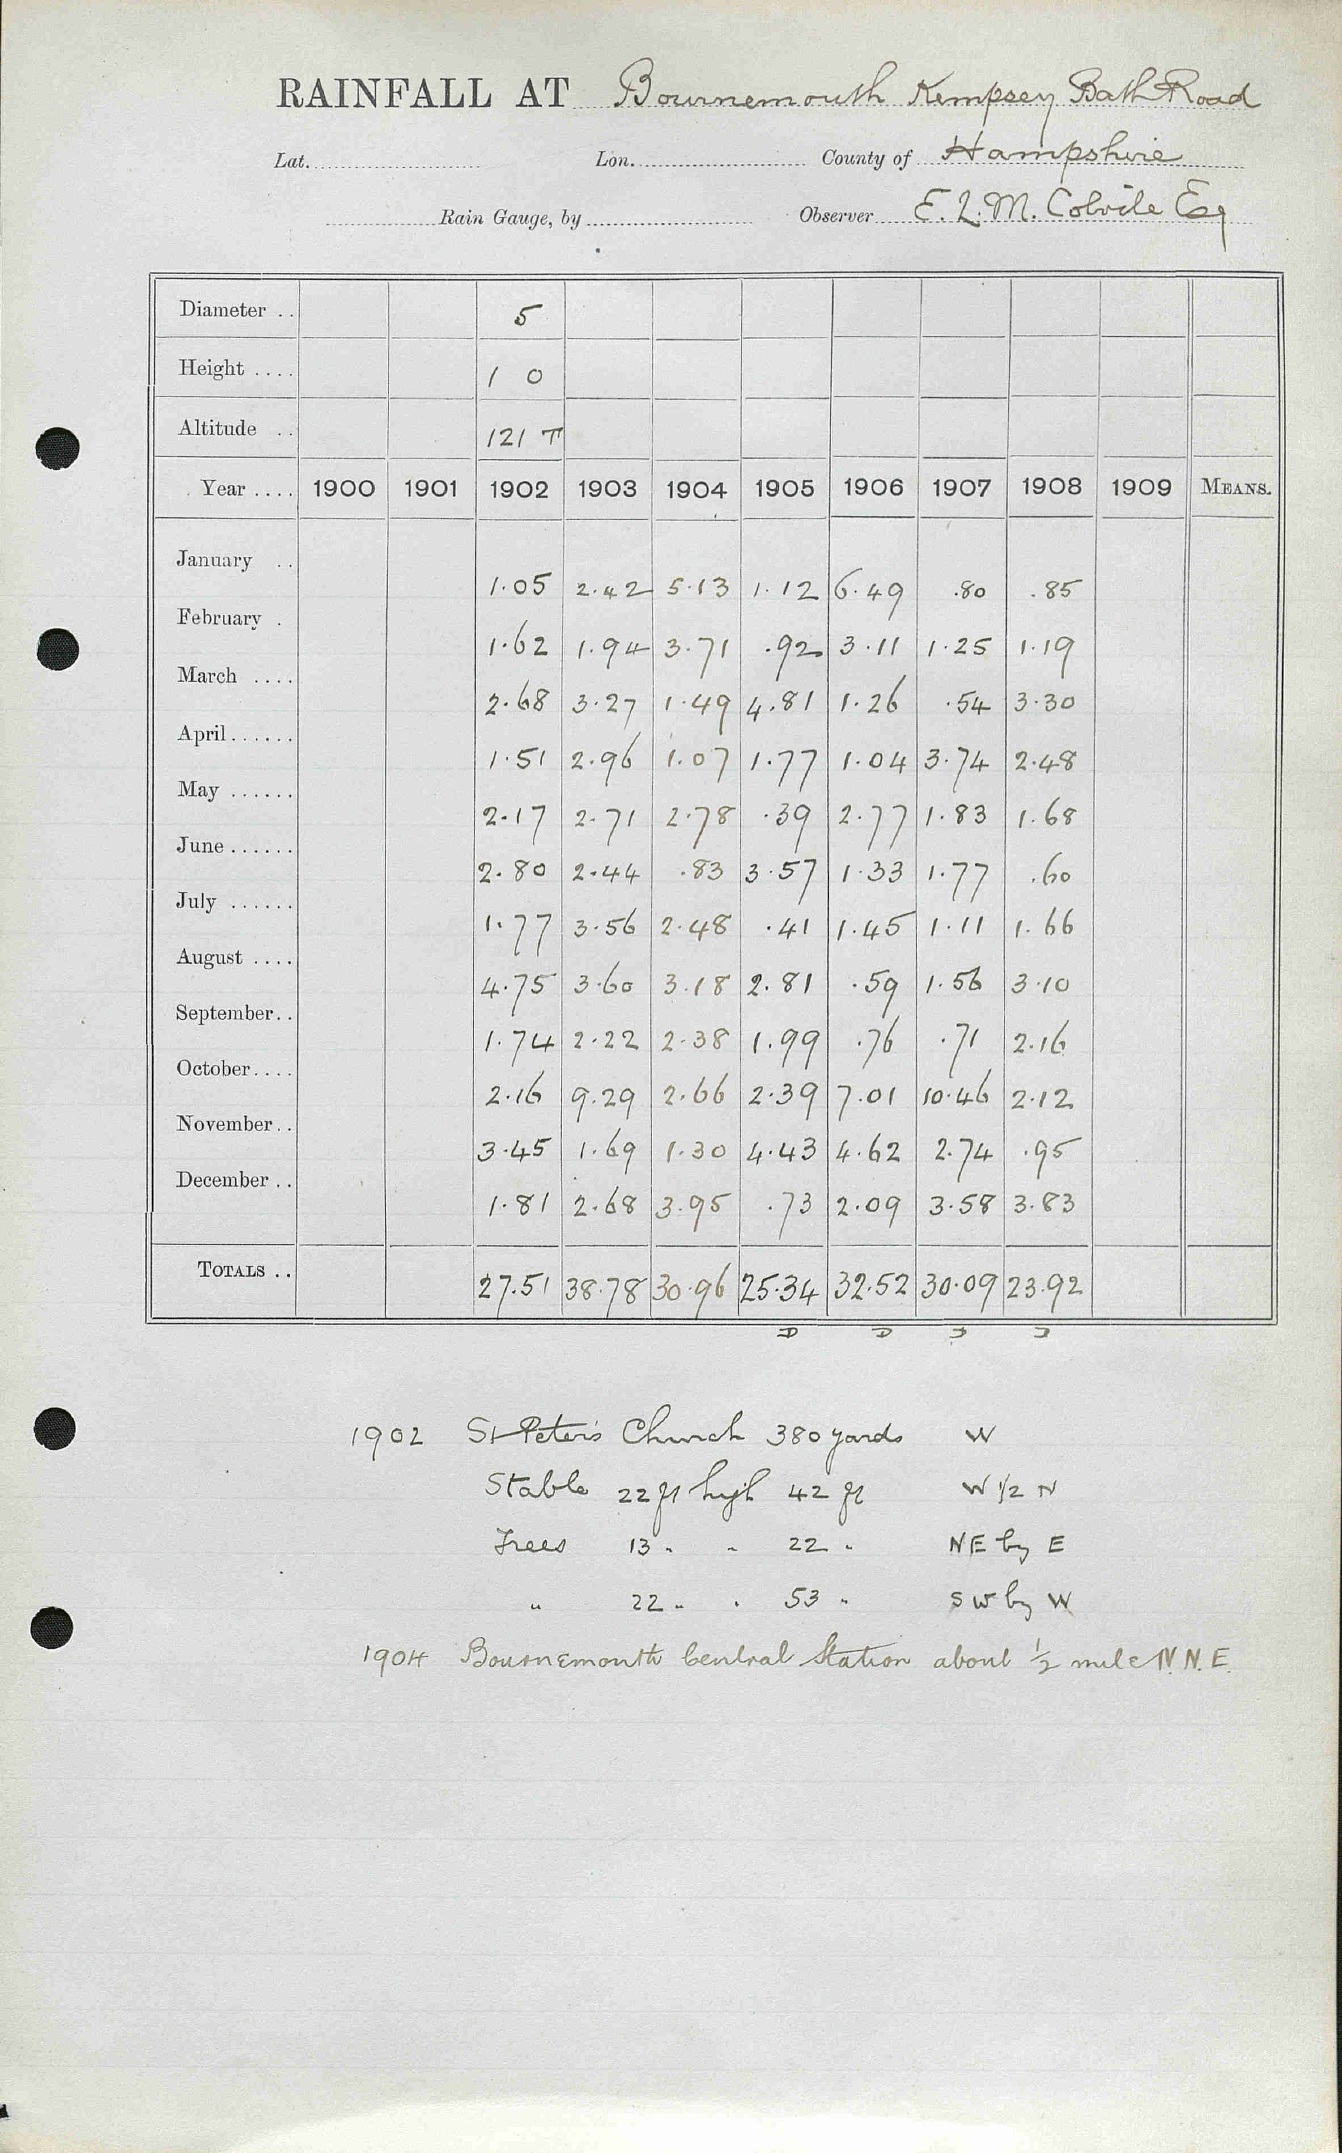 RAINFALL AT Bournemouth Kempsey Bath Road
Lat. Lon. County of Hampshire
Rain Gauge, by Observer E. L. M. Colvile Esq
Diameter .. 5
Height .... 1 0
Altitude .. 121 T
Year .... 1900 1901 1902 1903 1904 1905 1906 1907 1908 1909 MEANS.
January .. 1.05 2.42 5.13 1.12 6.49 .80 .85
February . 1.62 1.94 3.71 .92 3.11 1.25 1.19
March .... 2.68 3.27 1.49 4.81 1.26 .54 3.30
April...... 1.51 2.96 1.07 1.77 1.04 3.74 2.48
May ...... 2.17 2.71 2.78 .39 2.77 1.83 1.68
June...... 2.80 2.44 .83 3.57 1.33 1.77 .60
July ...... 1.77 3.56 2.48 .41 1.45 1.11 1.66
August .... 4.75 3.60 3.18 2.81 .59 1.56 3.10
September.. 1.74 2.22 2.38 1.99 .76 .71 2.16
October.... 2.16 9.29 2.66 2.39 7.01 10.46 2.12
November.. 3.45 1.69 1.30 4.43 4.62 2.74 .95
December .. 1.81 2.68 3.95 .73 2.09 3.58 3.83
TOTALS .. 27.51 38.78 30.96 25.34 32.52 30.09 23.92
1902 St Peter's Church 380 yards W
Stable 22 ft high 42 ft W 1/2 N
Trees 13 " " 22 " NE by E
" 22 " " 53 " SW by W
1904 Bournemouth Central Station about 1/2 mile N.N.E.